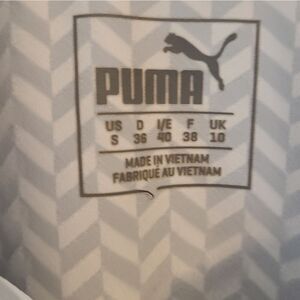 PUMA
US D I/E F UK
S 36 40 38 10
MADE IN VIETNAM
FABRIQUÉ AU VIETNAM